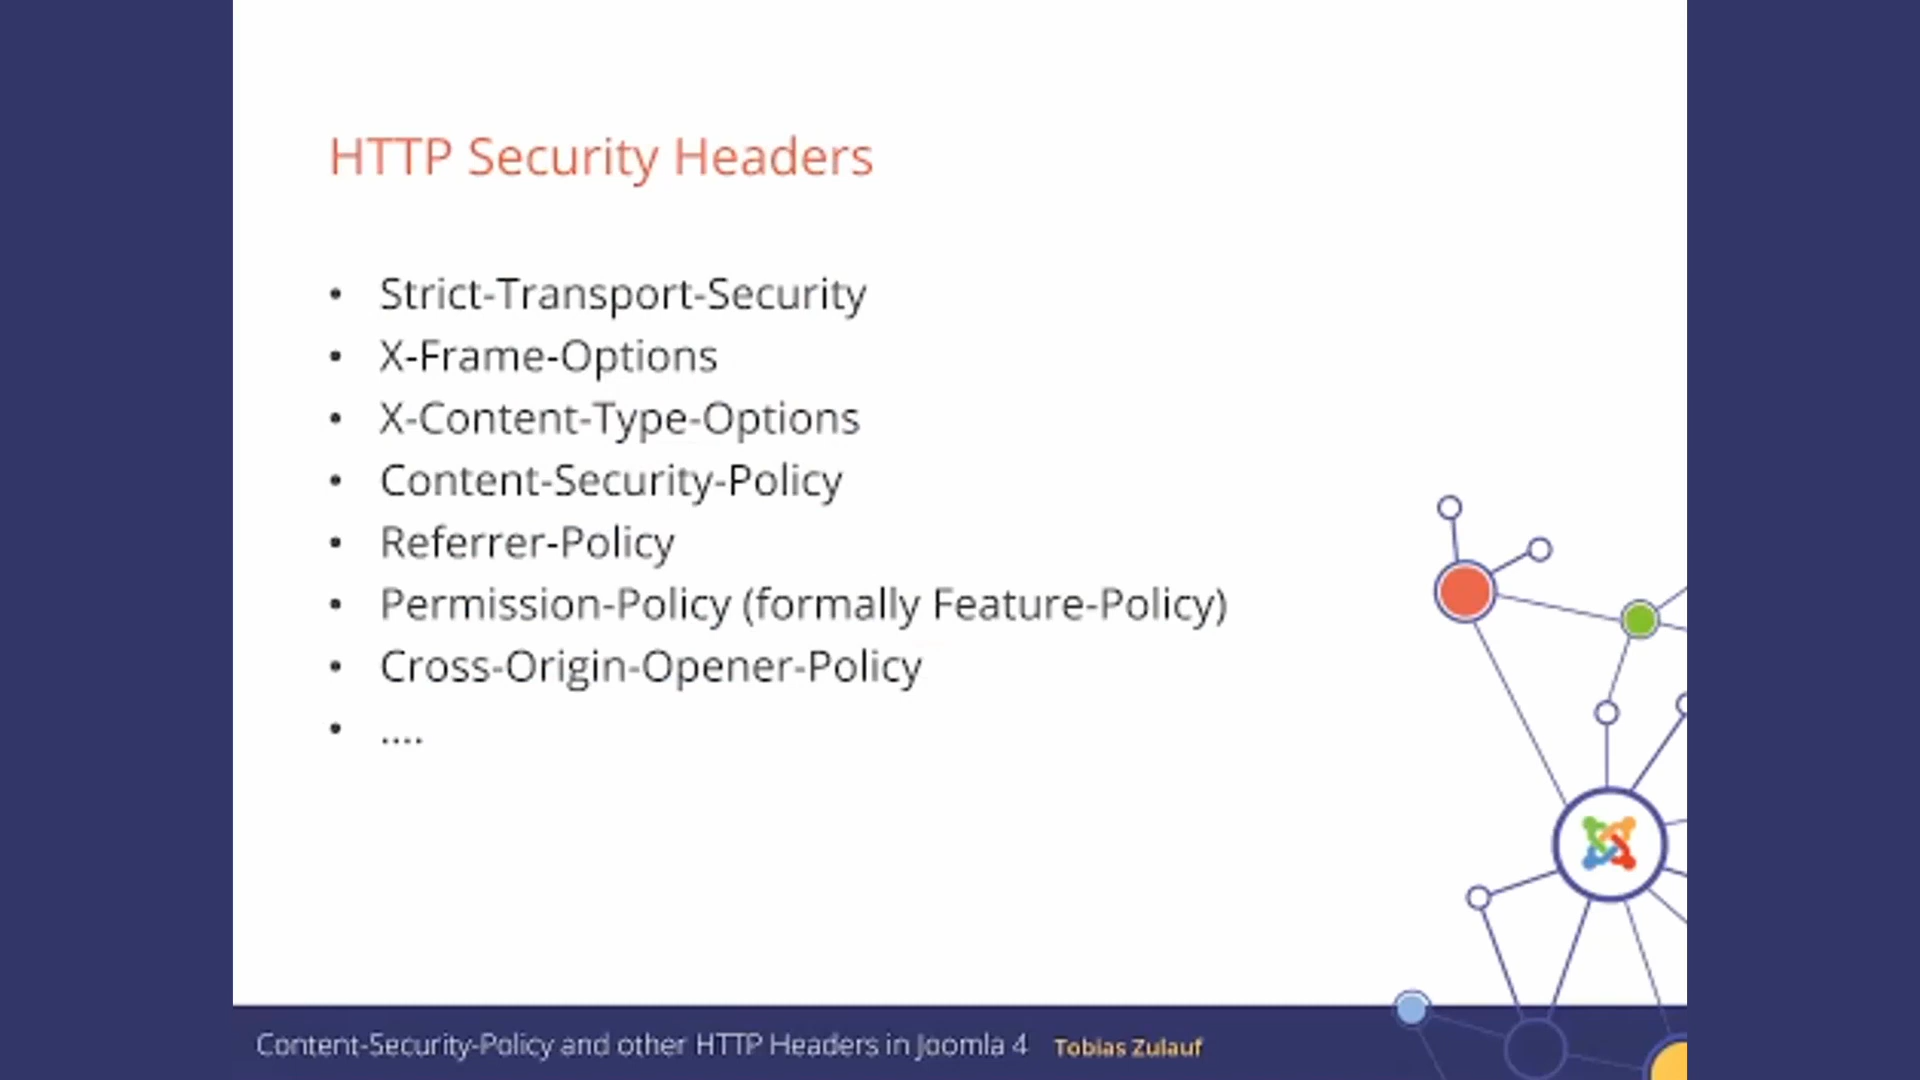 HTTP Security Headers
• Strict-Transport-Security
• X-Frame-Options
• X-Content-Type-Options
• Content-Security-Policy
• Referrer-Policy
• Permission-Policy (formally Feature-Policy)
• Cross-Origin-Opener-Policy
• ....
Content-Security-Policy and other HTTP Headers in Joomla 4 Tobias Zulauf